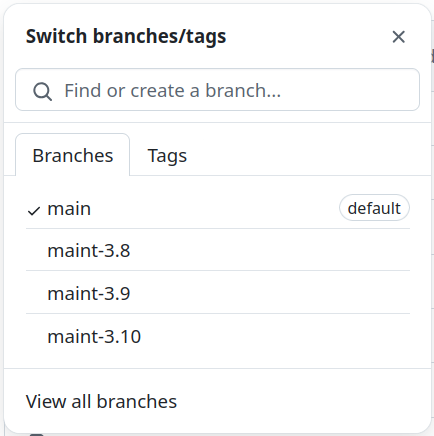 Switch branches/tags
Find or create a branch...
Branches Tags
main default
maint-3.8
maint-3.9
maint-3.10
View all branches